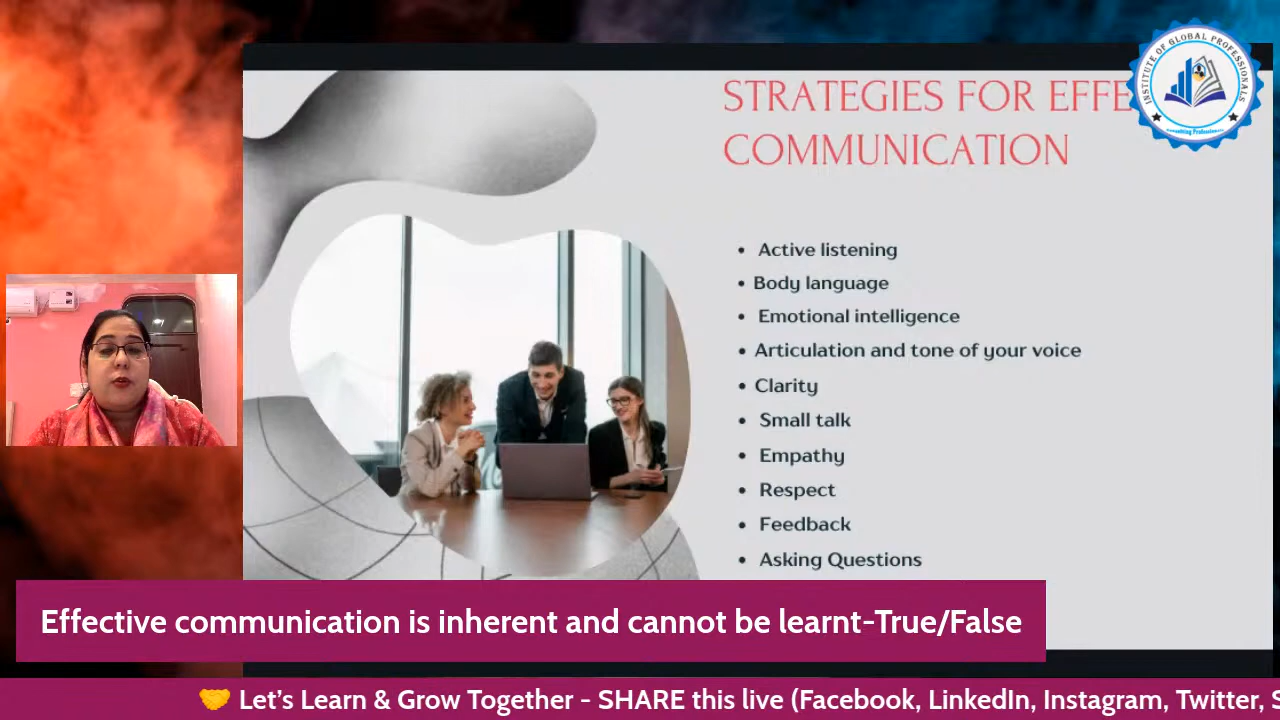 STRATEGIES FOR EFFE
COMMUNICATION
INSTITUTE OF GLOBAL PROFESSIONALS
Consulting Professionals
• Active listening
• Body language
• Emotional intelligence
• Articulation and tone of your voice
• Clarity
• Small talk
• Empathy
• Respect
• Feedback
• Asking Questions
Effective communication is inherent and cannot be learnt-True/False
🤝 Let's Learn & Grow Together - SHARE this live (Facebook, LinkedIn, Instagram, Twitter, S